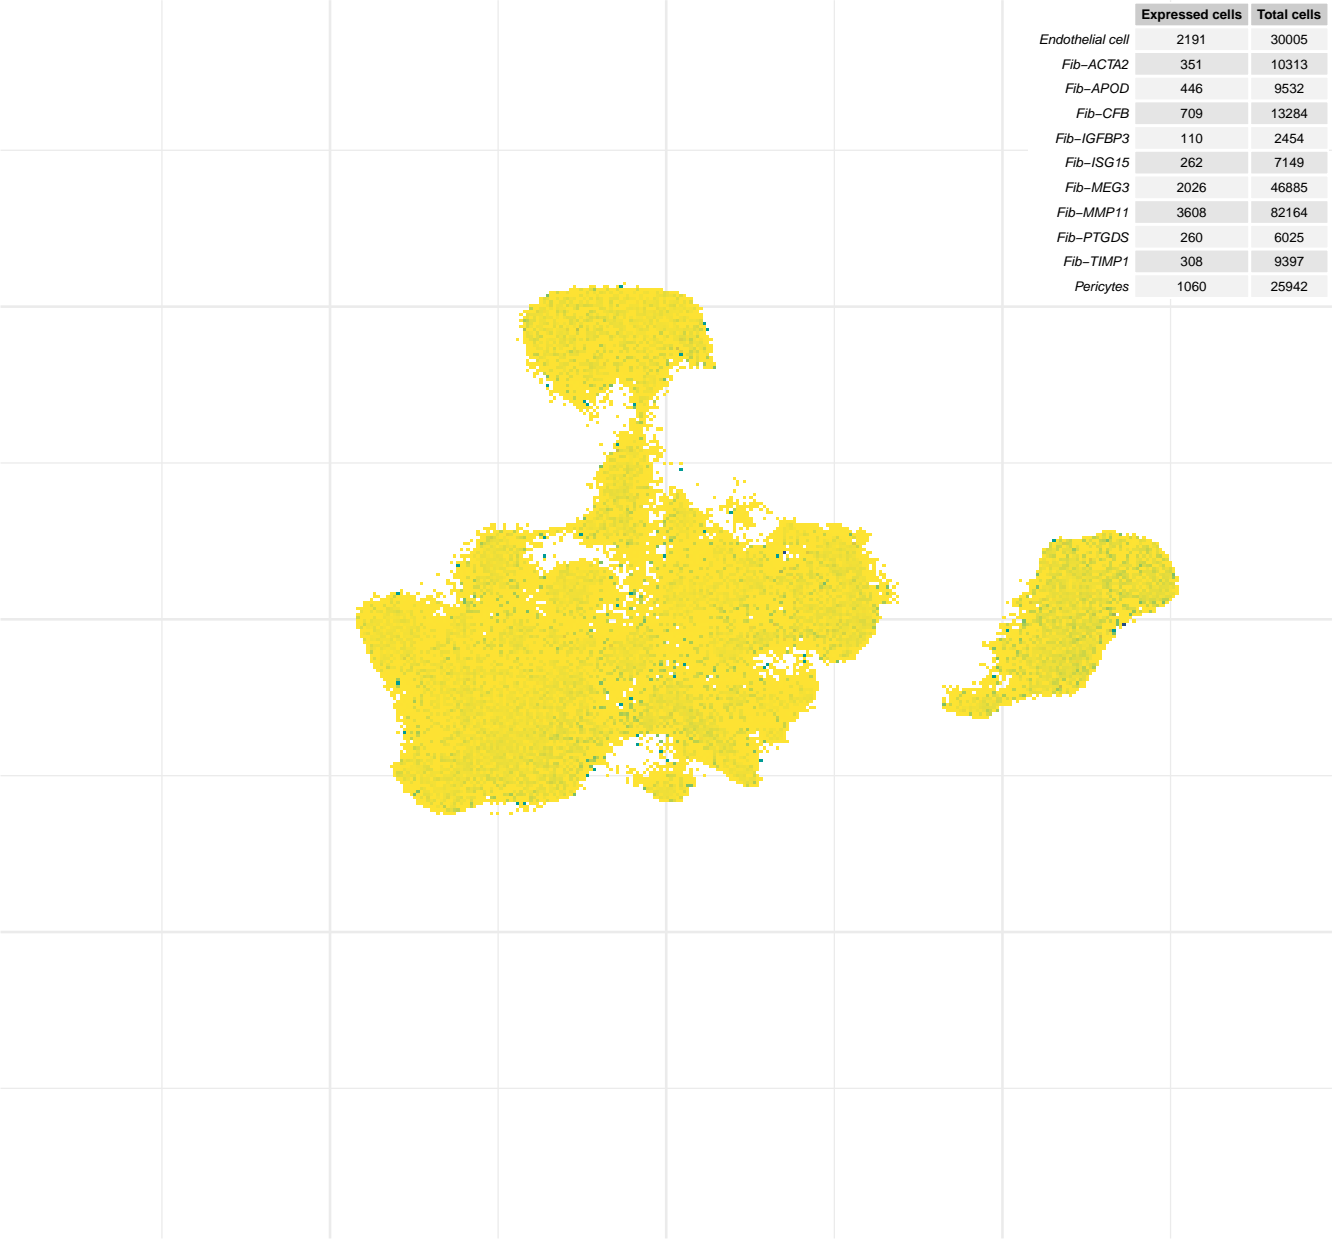 Expressed cells Total cells
Endothelial cell 2191 30005
Fib−ACTA2 351 10313
Fib−APOD 446 9532
Fib−CFB 709 13284
Fib−IGFBP3 110 2454
Fib−ISG15 262 7149
Fib−MEG3 2026 46885
Fib−MMP11 3608 82164
Fib−PTGDS 260 6025
Fib−TIMP1 308 9397
Pericytes 1060 25942